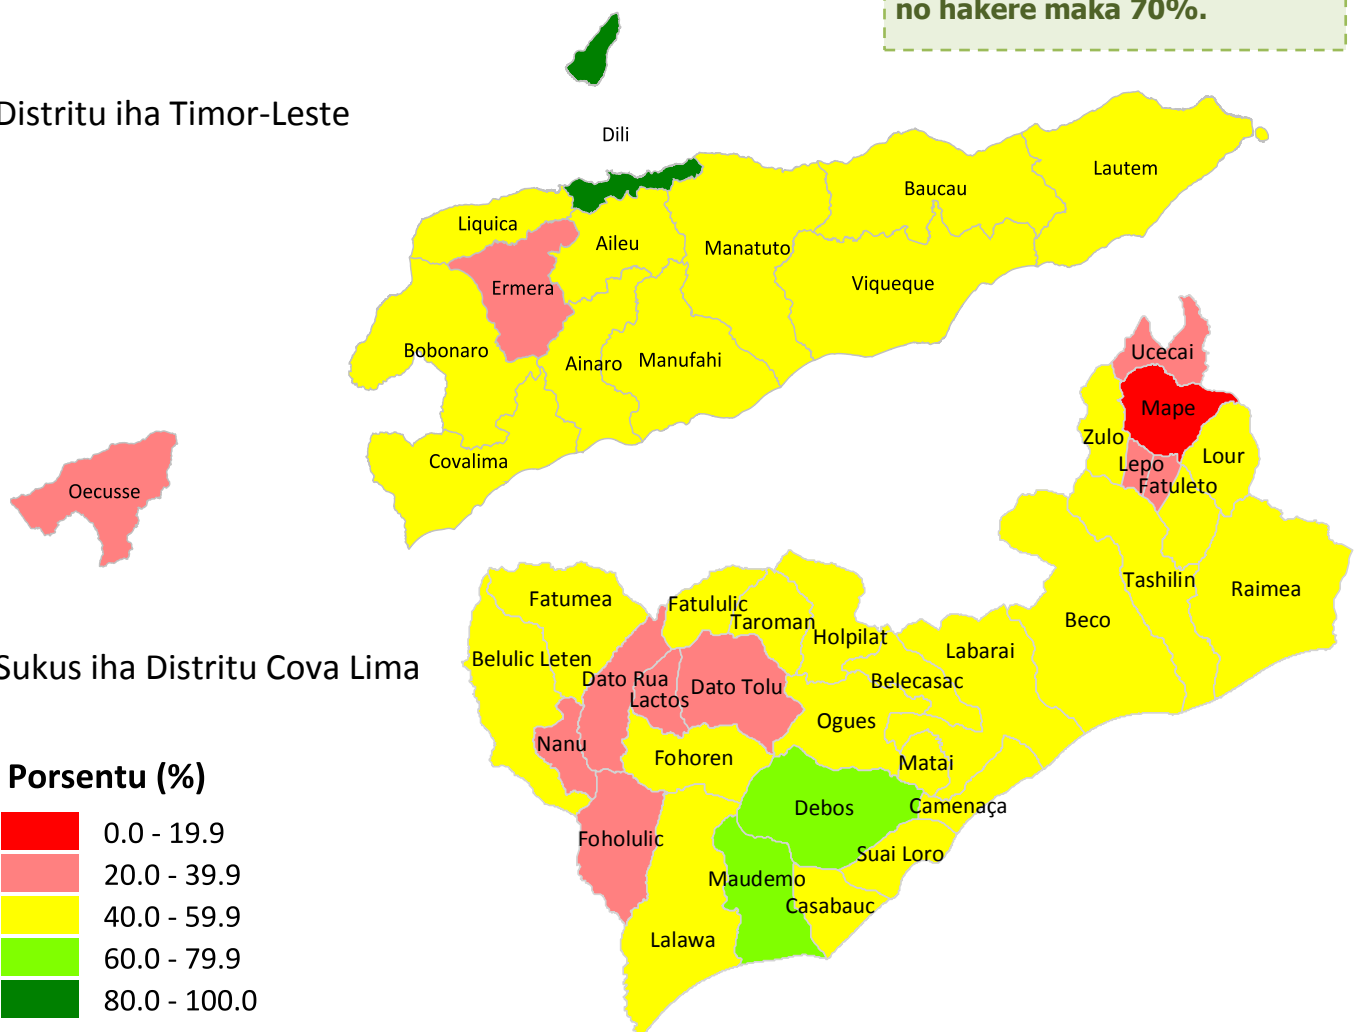 no hakere maka 70%.
Distritu iha Timor-Leste
Dili
Lautem
Baucau
Liquica
Aileu
Manatuto
Viqueque
Ermera
Bobonaro
Ainaro
Manufahi
Covalima
Oecusse
Ucecai
Mape
Zulo
Lour
Lepo
Fatuleto
Tashilin
Raimea
Beco
Fatumea
Fatululic
Taroman
Holpilat
Labarai
Sukus iha Distritu Cova Lima
Belulic Leten
Dato Rua
Lactos
Dato Tolu
Belecasac
Ogues
Nanu
Fohoren
Matai
Debos
Camenaça
Foholulic
Suai Loro
Maudemo
Casabauc
Lalawa
Porsentu (%)
0.0 - 19.9
20.0 - 39.9
40.0 - 59.9
60.0 - 79.9
80.0 - 100.0